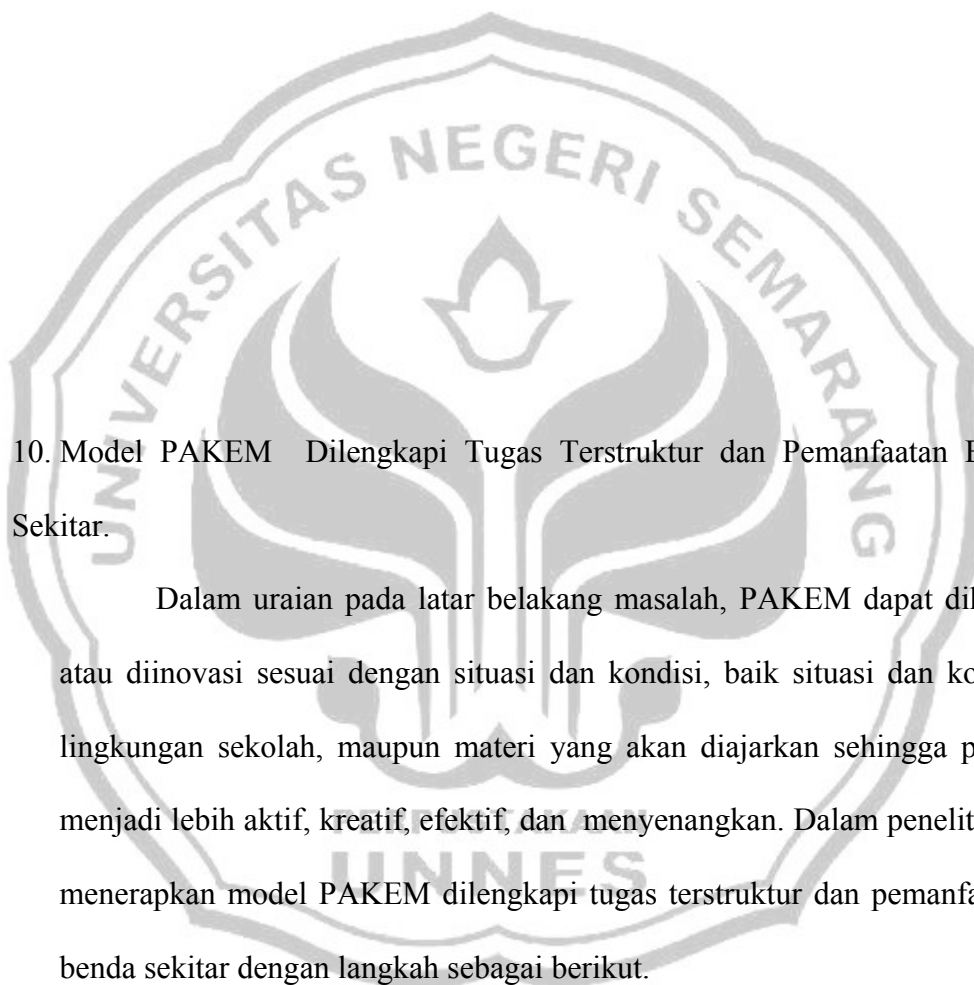 UNIVERSITAS NEGERI SEMARANG
10. Model PAKEM Dilengkapi Tugas Terstruktur dan Pemanfaatan
Sekitar.
Dalam uraian pada latar belakang masalah, PAKEM dapat
atau diinovasi sesuai dengan situasi dan kondisi, baik situasi dan
lingkungan sekolah, maupun materi yang akan diajarkan sehingga
menjadi lebih aktif, kreatif, efektif, dan menyenangkan. Dalam
PERPUSTAKAAN
menerapkan model PAKEM dilengkapi tugas terstruktur dan
UNNES
benda sekitar dengan langkah sebagai berikut.